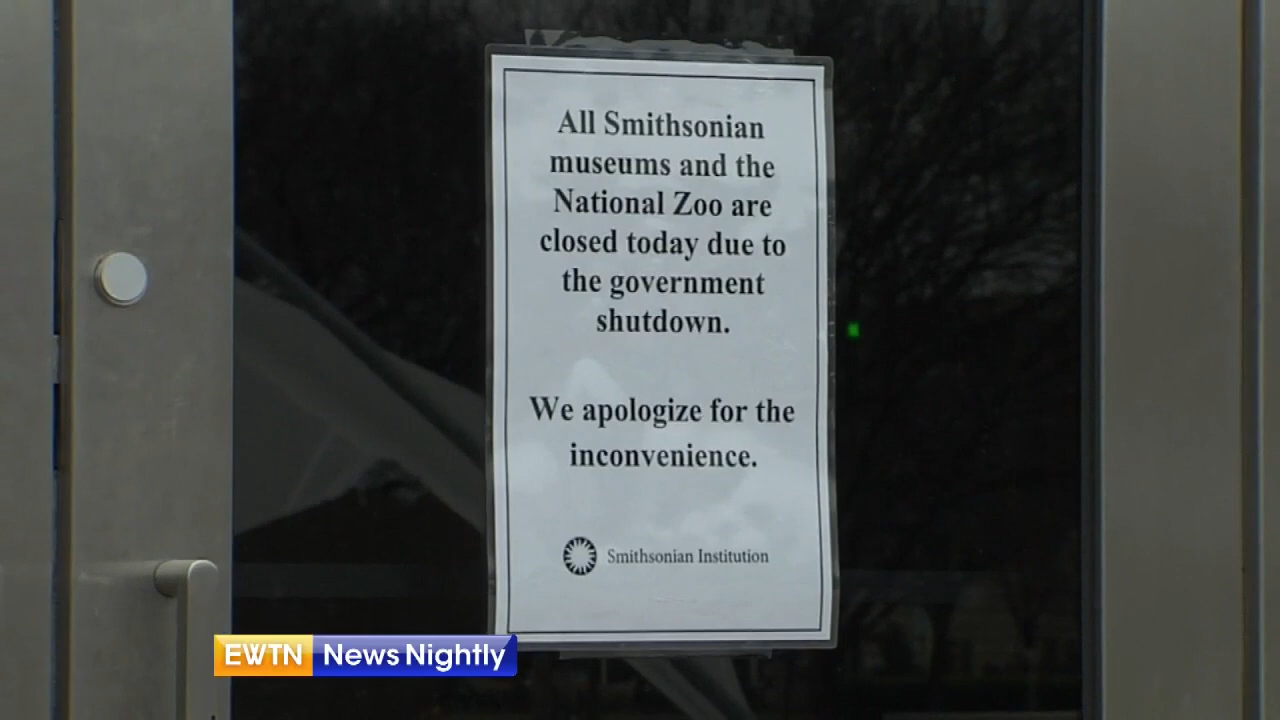 All Smithsonian
museums and the
National Zoo are
closed today due to
the government
shutdown.
We apologize for the
inconvenience.
Smithsonian Institution
EWTN News Nightly